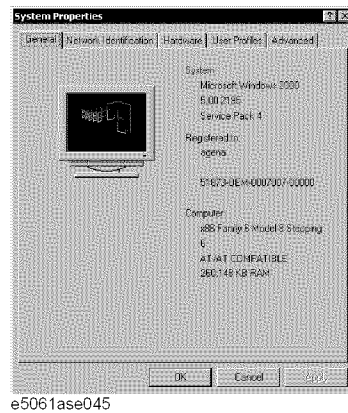 System Properties
General Network Identification Hardware User Profiles Advanced
System:
Microsoft Windows 2000
5.00.2195
Service Pack 4
Registered to:
agena
51873-OEM-0007007-00000
Computer:
x86 Family 6 Model 8 Stepping
6
AT/AT COMPATIBLE
260,148 KB RAM
OK Cancel Apply
e5061ase045